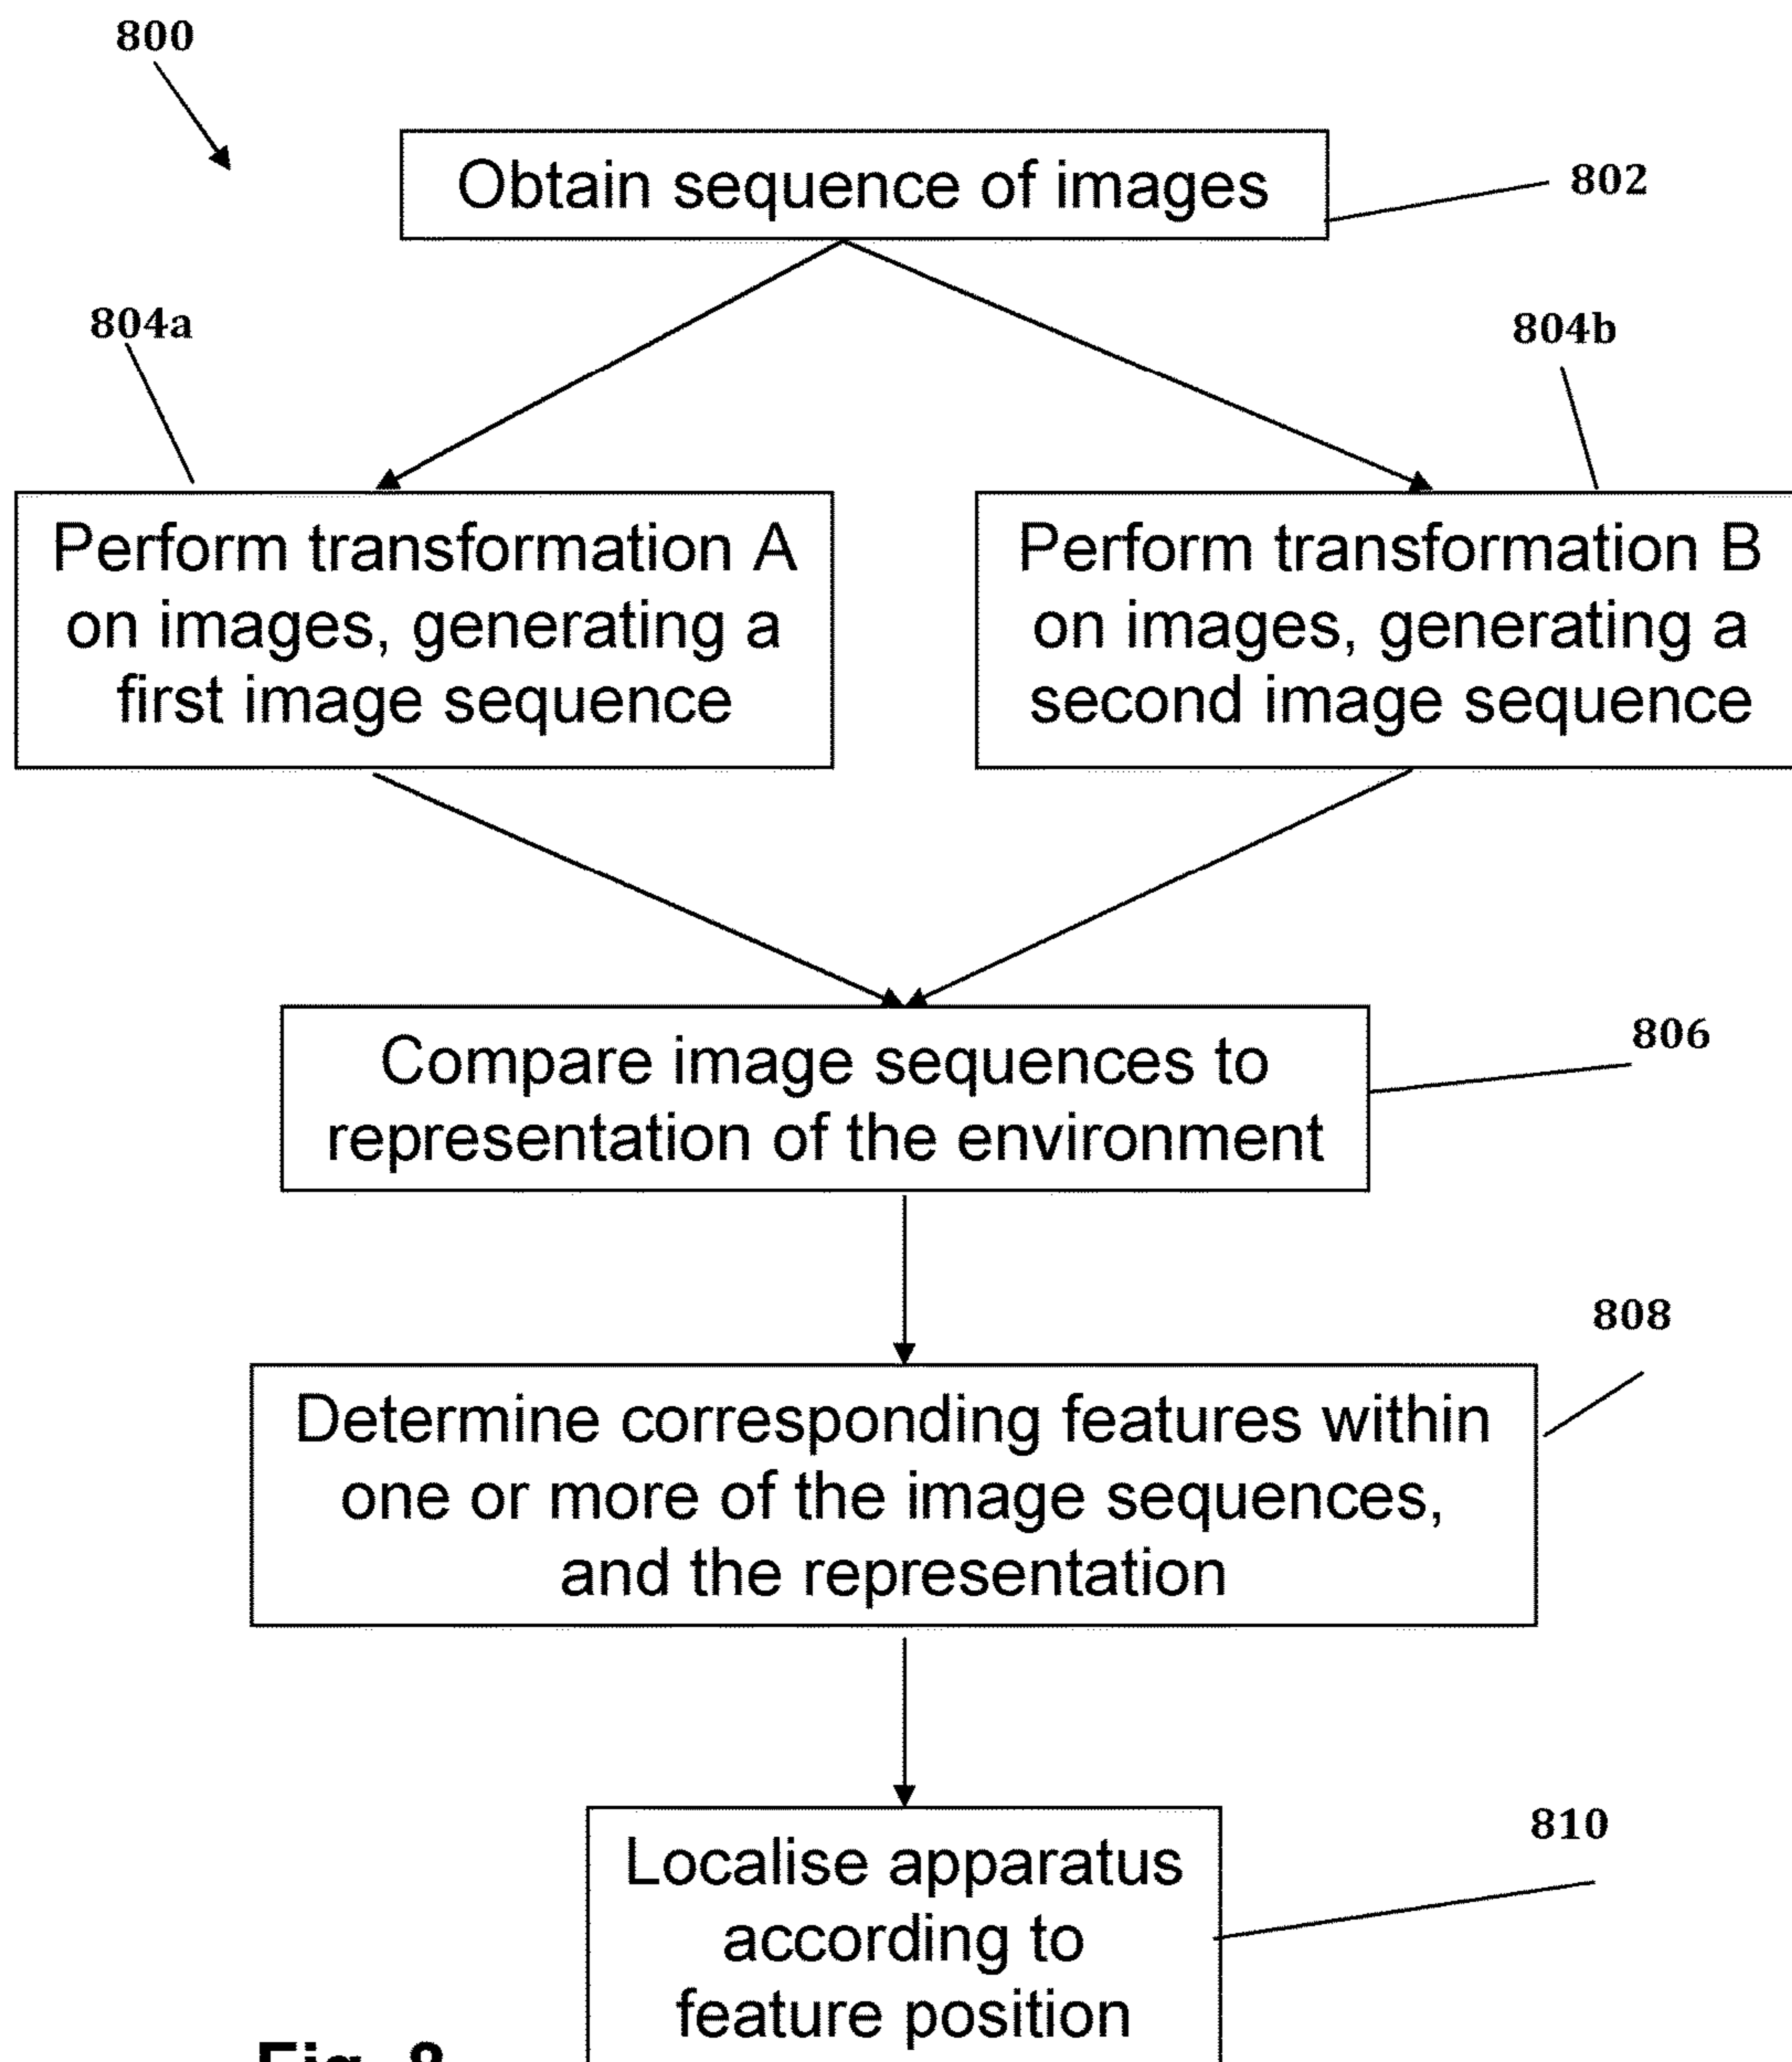 800
Obtain sequence of images
802
804a
804b
Perform transformation A
on images, generating a
first image sequence
Perform transformation B
on images, generating a
second image sequence
Compare image sequences to
representation of the environment
806
808
Determine corresponding features within
one or more of the image sequences,
and the representation
Localise apparatus
according to
feature position
810
Fig. 8